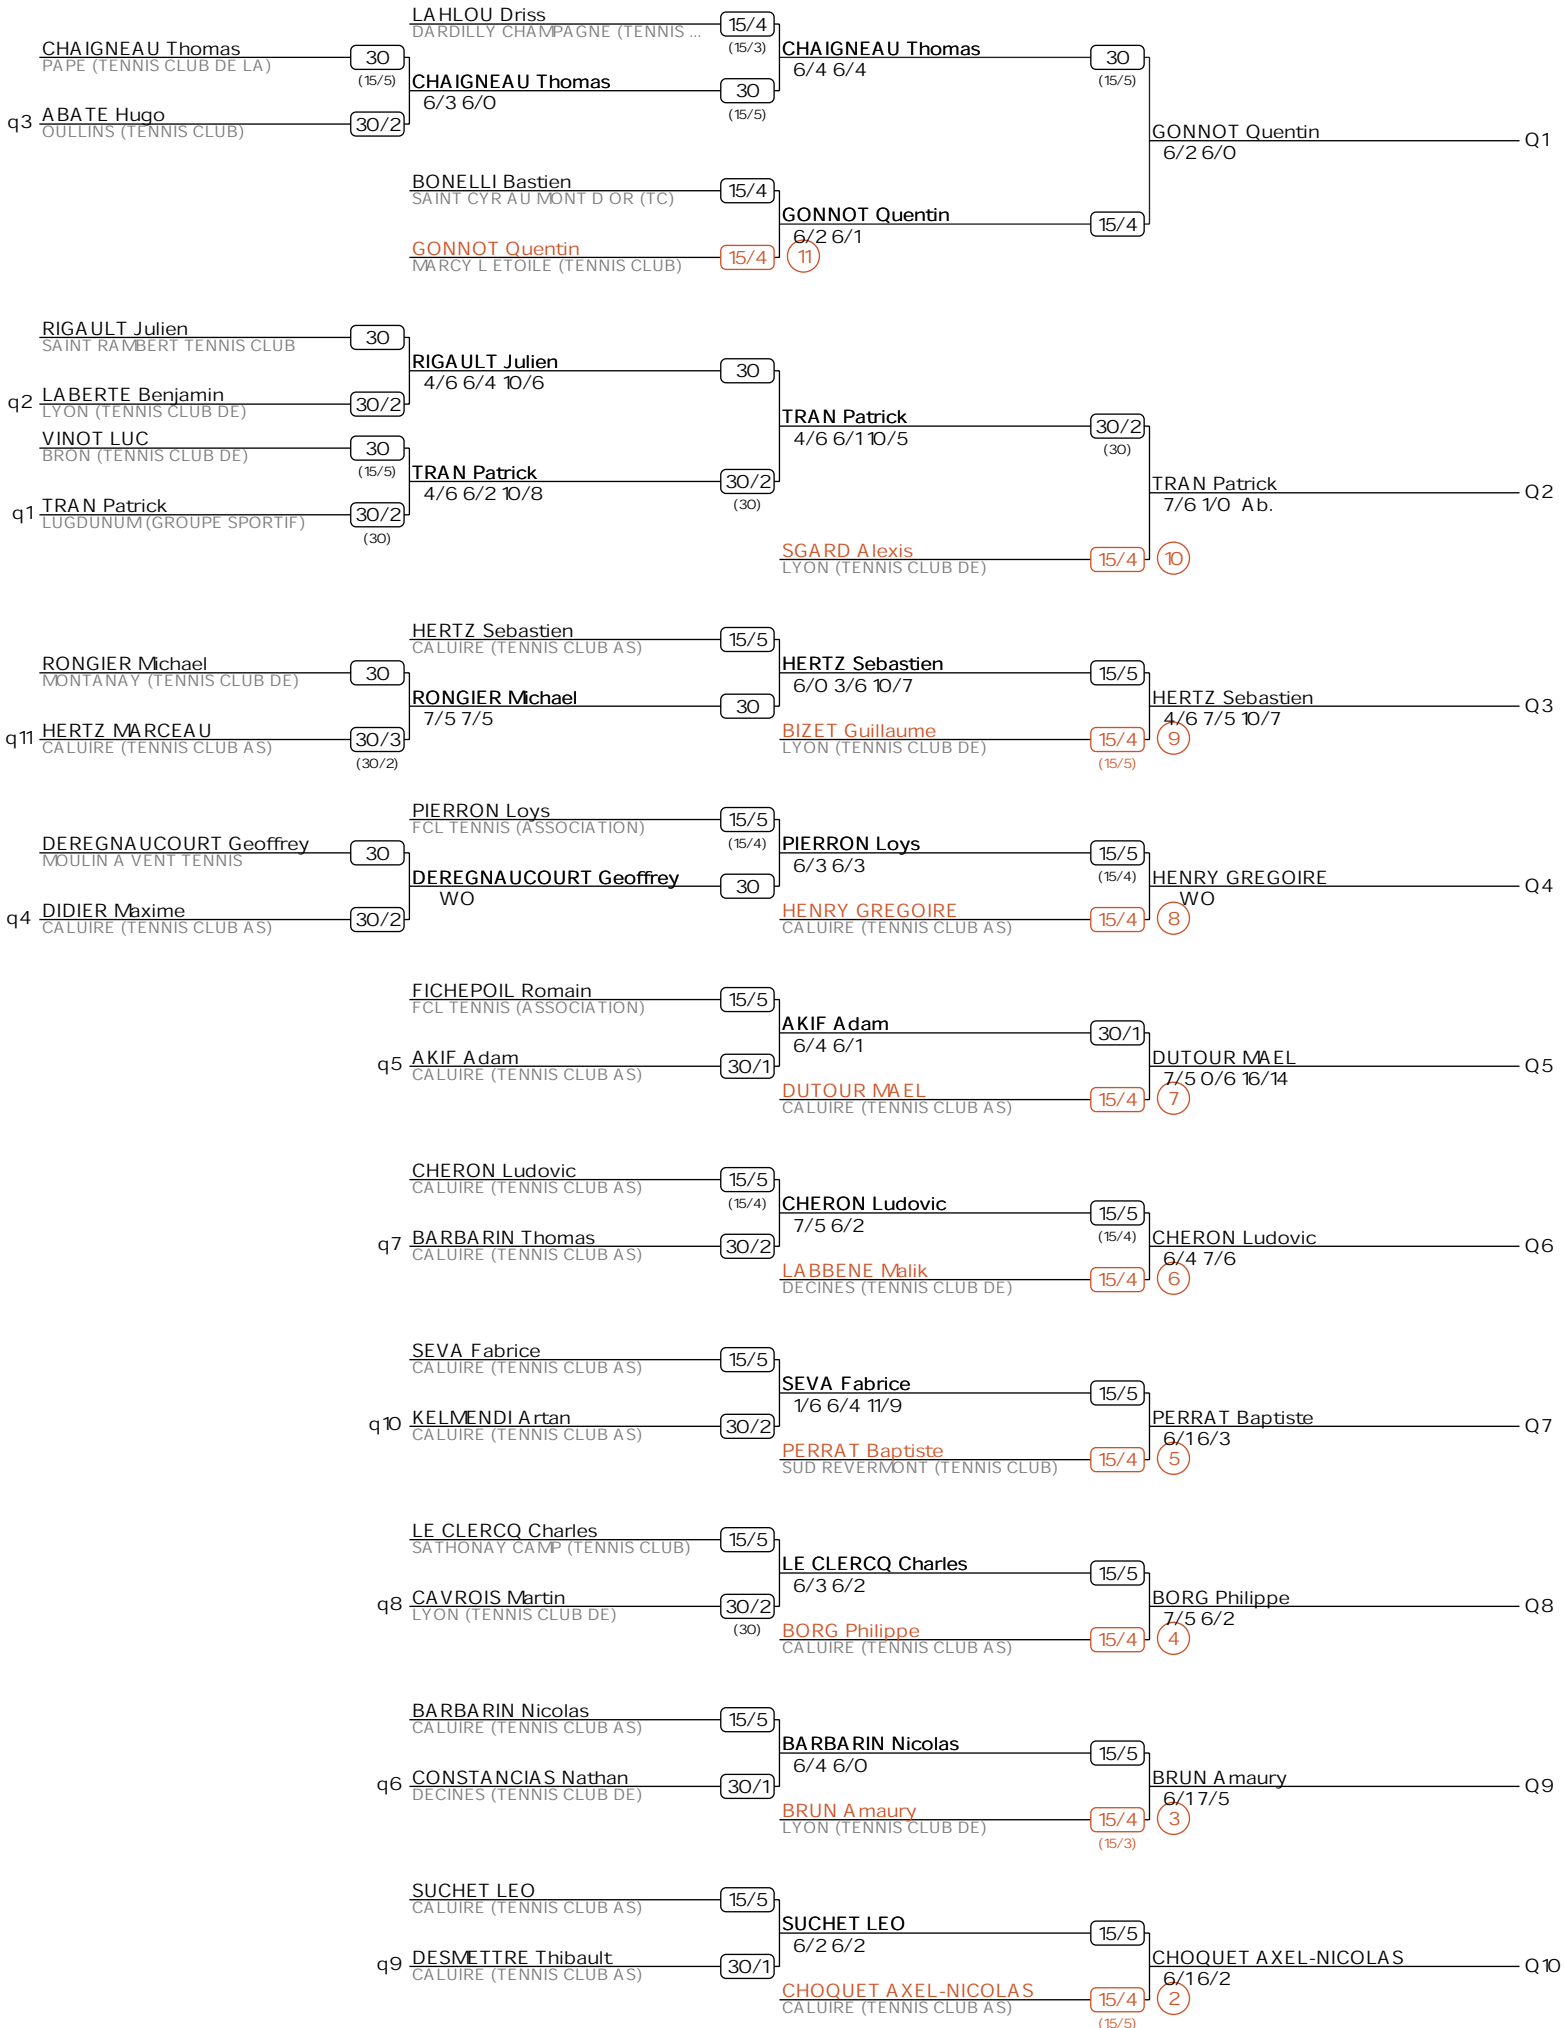 LAHLOU Driss
DARDILLY CHAMPAGNE (TENNIS ...
15/4
(15/3)
CHAIGNEAU Thomas
PAPE (TENNIS CLUB DE LA)
30
(15/5)
CHAIGNEAU Thomas
6/4 6/4
30
(15/5)
CHAIGNEAU Thomas
6/3 6/0
30
(15/5)
q3 ABATE Hugo
OULLINS (TENNIS CLUB)
30/2
GONNOT Quentin
6/2 6/0
Q1
BONELLI Bastien
SAINT CYR AU MONT D OR (TC)
15/4
GONNOT Quentin
6/2 6/1
15/4
GONNOT Quentin
MARCY L ETOILE (TENNIS CLUB)
15/4
11
RIGAULT Julien
SAINT RAMBERT TENNIS CLUB
30
RIGAULT Julien
4/6 6/4 10/6
30
q2 LABERTE Benjamin
LYON (TENNIS CLUB DE)
30/2
TRAN Patrick
4/6 6/1 10/5
30/2
(30)
VINOT LUC
BRON (TENNIS CLUB DE)
30
(15/5)
TRAN Patrick
4/6 6/2 10/8
30/2
(30)
TRAN Patrick
7/6 1/0 Ab.
Q2
q1 TRAN Patrick
LUGDUNUM (GROUPE SPORTIF)
30/2
(30)
SGARD Alexis
LYON (TENNIS CLUB DE)
15/4
10
HERTZ Sebastien
CALUIRE (TENNIS CLUB AS)
15/5
RONGIER Michael
MONTANAY (TENNIS CLUB DE)
30
HERTZ Sebastien
6/0 3/6 10/7
15/5
RONGIER Michael
7/5 7/5
30
HERTZ Sebastien
4/6 7/5 10/7
Q3
q11 HERTZ MARCEAU
CALUIRE (TENNIS CLUB AS)
30/3
(30/2)
BIZET Guillaume
LYON (TENNIS CLUB DE)
15/4
(15/5)
9
PIERRON Loys
FCL TENNIS (ASSOCIATION)
15/5
(15/4)
DEREGNAUCOURT Geoffrey
MOULIN A VENT TENNIS
30
PIERRON Loys
6/3 6/3
15/5
(15/4)
DEREGNAUCOURT Geoffrey
WO
30
HENRY GREGOIRE
WO
Q4
q4 DIDIER Maxime
CALUIRE (TENNIS CLUB AS)
30/2
HENRY GREGOIRE
CALUIRE (TENNIS CLUB AS)
15/4
8
FICHEPOIL Romain
FCL TENNIS (ASSOCIATION)
15/5
AKIF Adam
6/4 6/1
30/1
q5 AKIF Adam
CALUIRE (TENNIS CLUB AS)
30/1
DUTOUR MAEL
7/5 0/6 16/14
Q5
DUTOUR MAEL
CALUIRE (TENNIS CLUB AS)
15/4
7
CHERON Ludovic
CALUIRE (TENNIS CLUB AS)
15/5
(15/4)
CHERON Ludovic
7/5 6/2
15/5
(15/4)
q7 BARBARIN Thomas
CALUIRE (TENNIS CLUB AS)
30/2
CHERON Ludovic
6/4 7/6
Q6
LABBENE Malik
DECINES (TENNIS CLUB DE)
15/4
6
SEVA Fabrice
CALUIRE (TENNIS CLUB AS)
15/5
SEVA Fabrice
1/6 6/4 11/9
15/5
q10 KELMENDI Artan
CALUIRE (TENNIS CLUB AS)
30/2
PERRAT Baptiste
6/1 6/3
Q7
PERRAT Baptiste
SUD REVERMONT (TENNIS CLUB)
15/4
5
LE CLERCQ Charles
SATHONAY CAMP (TENNIS CLUB)
15/5
LE CLERCQ Charles
6/3 6/2
15/5
q8 CAVROIS Martin
LYON (TENNIS CLUB DE)
30/2
(30)
BORG Philippe
7/5 6/2
Q8
BORG Philippe
CALUIRE (TENNIS CLUB AS)
15/4
4
BARBARIN Nicolas
CALUIRE (TENNIS CLUB AS)
15/5
BARBARIN Nicolas
6/4 6/0
15/5
q6 CONSTANCIAS Nathan
DECINES (TENNIS CLUB DE)
30/1
BRUN Amaury
6/1 7/5
Q9
BRUN Amaury
LYON (TENNIS CLUB DE)
15/4
(15/3)
3
SUCHET LEO
CALUIRE (TENNIS CLUB AS)
15/5
SUCHET LEO
6/2 6/2
15/5
q9 DESMETTRE Thibault
CALUIRE (TENNIS CLUB AS)
30/1
CHOQUET AXEL-NICOLAS
6/1 6/2
Q10
CHOQUET AXEL-NICOLAS
CALUIRE (TENNIS CLUB AS)
15/4
(15/5)
2